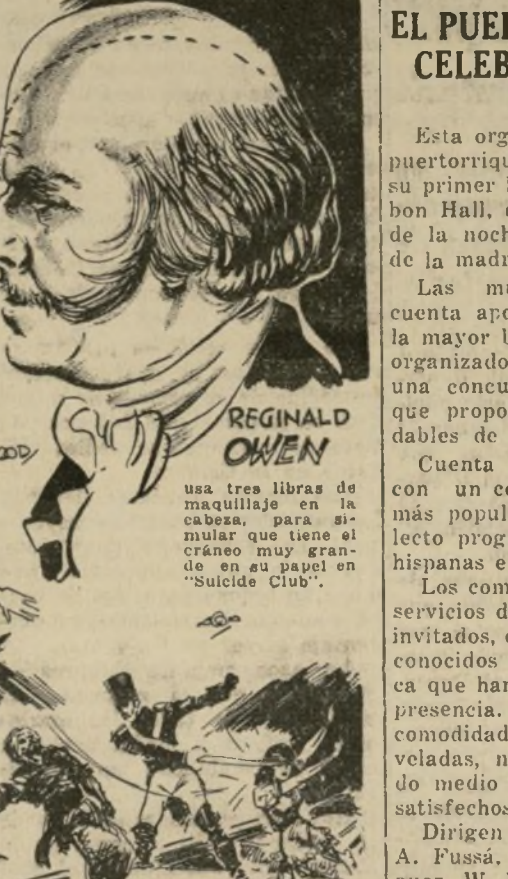 REGINALD
OWEN
usa tres libras de
maquillaje en la
cabeza, para si-
mular que tiene el
cráneo muy gran-
de en su papel en
"Suicide Club".
EL PUE
CELEB
Esta org
puertorriqu
su primer
bon Hall,
de la noch
de la madr
Las m
cuenta apo
la mayor
organizado
una concu
que propo
dables de
Cuenta
con un co
más popul
lecto prog
hispanas e
Los com
servicios d
invitados,
conocidos
ca que han
presencia.
comodidad
veladas, n
do medio
satisfechos
Dirigen
A. Fussá.